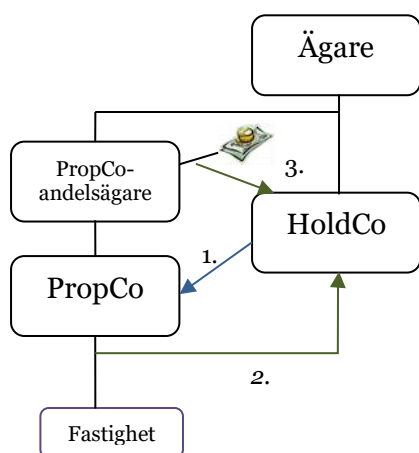 Ägare
PropCo-
andelsägare
3.
HoldCo
1.
PropCo
2.
Fastighet